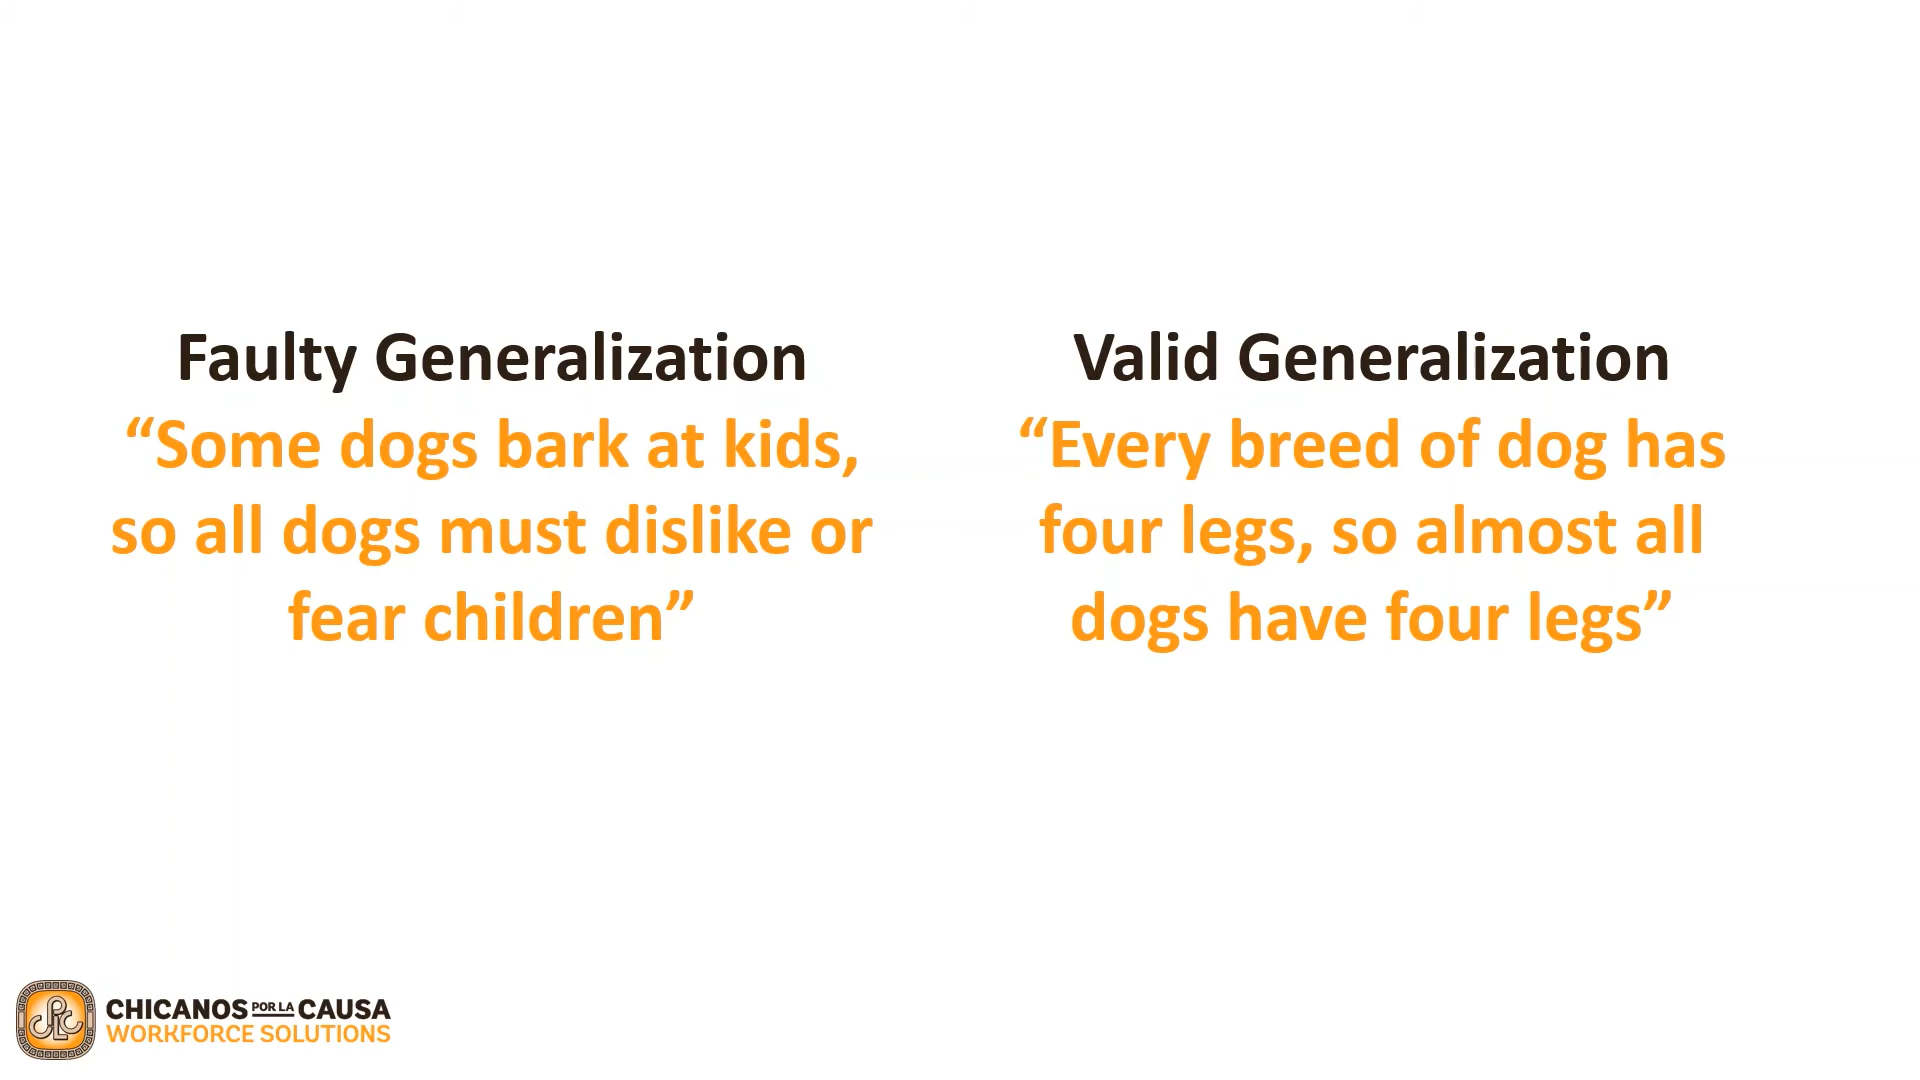 Faulty Generalization
“Some dogs bark at kids,
so all dogs must dislike or
fear children”
Valid Generalization
“Every breed of dog has
four legs, so almost all
dogs have four legs”
CHICANOS POR LA CAUSA
WORKFORCE SOLUTIONS